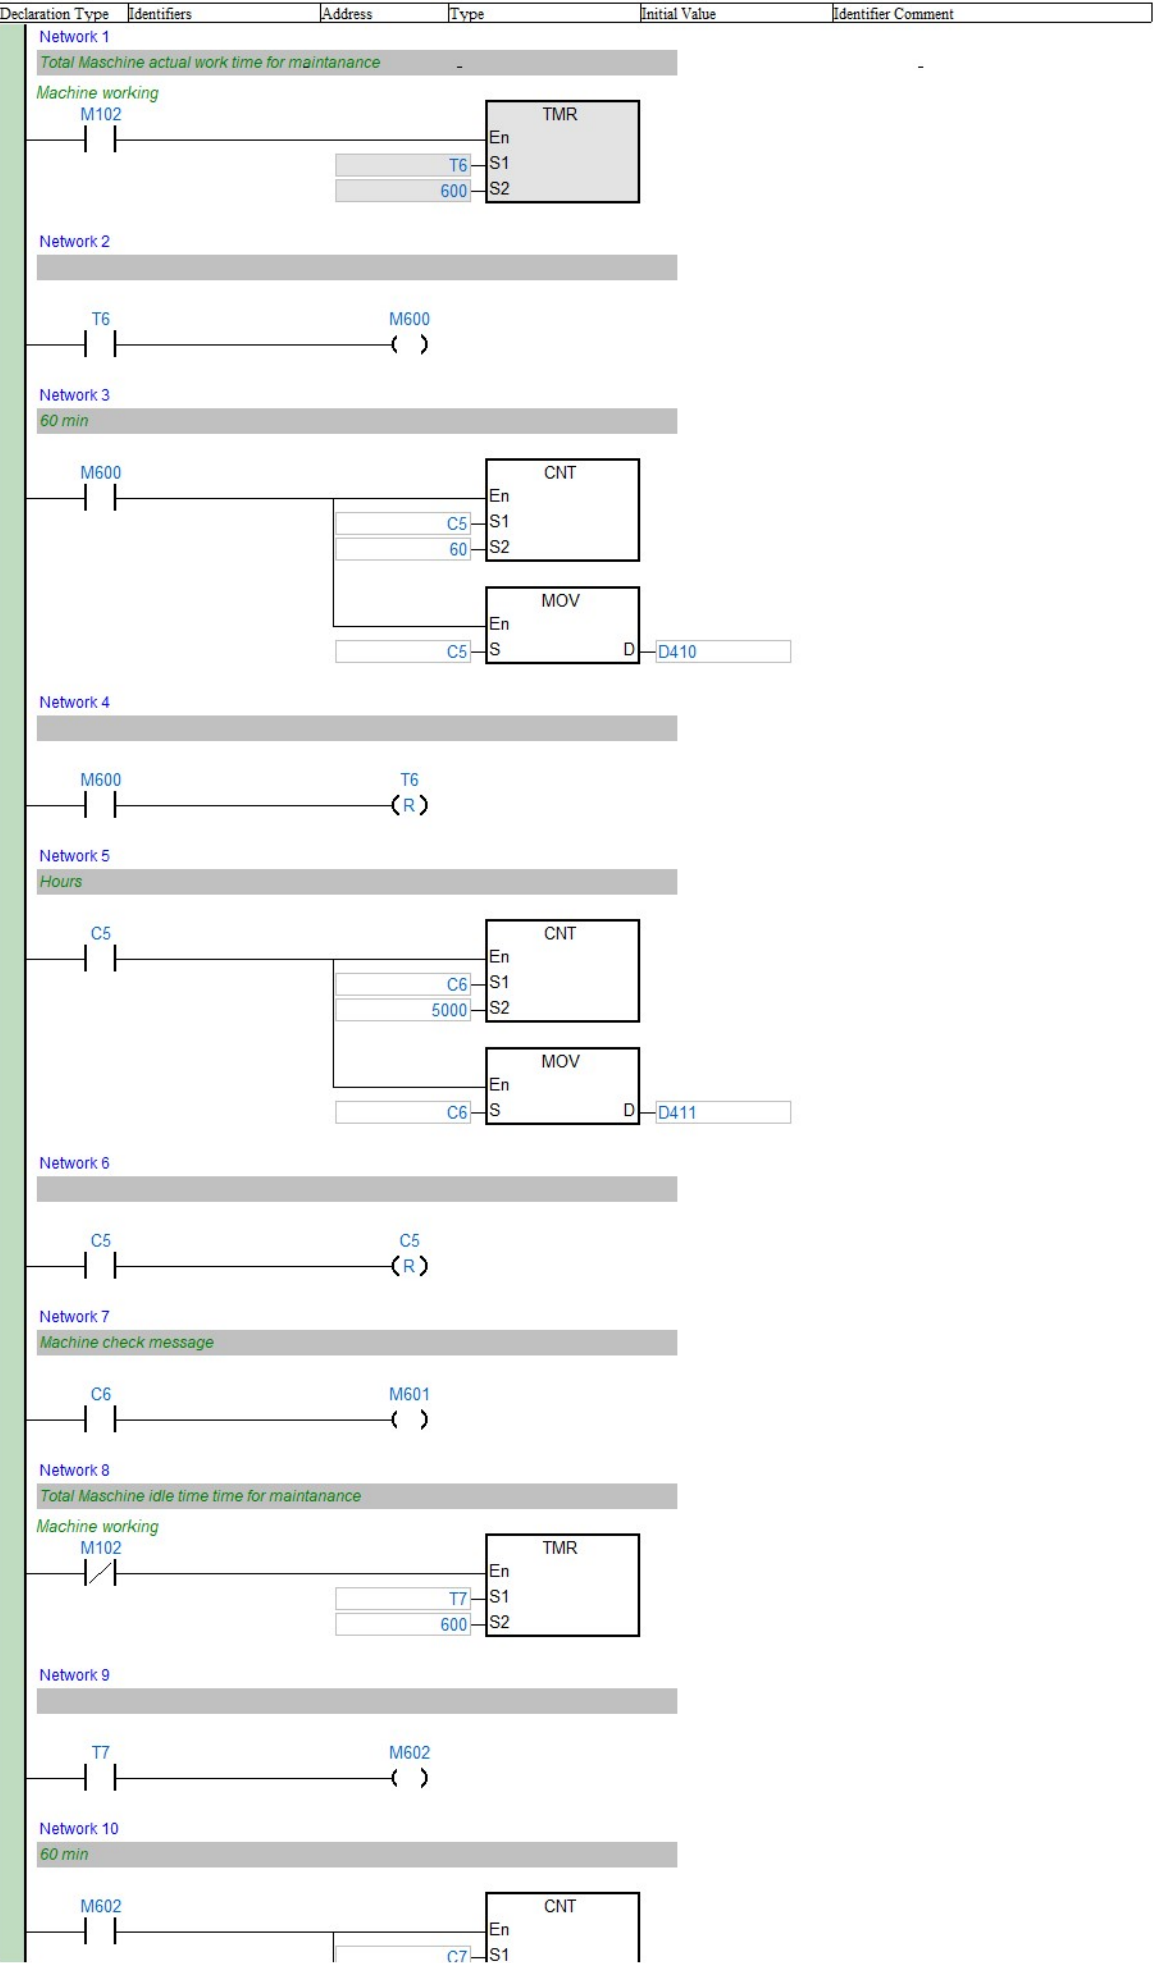 Declaration Type Identifiers Address Type Initial Value Identifier Comment
Network 1
Total Maschine actual work time for maintanance
Machine working
M102
TMR
En
T6 S1
600 S2
Network 2
T6 M600
Network 3
60 min
M600
CNT
En
C5 S1
60 S2
MOV
En
C5 S D D410
Network 4
M600 T6
R
Network 5
Hours
C5
CNT
En
C6 S1
5000 S2
MOV
En
C6 S D D411
Network 6
C5 C5
R
Network 7
Machine check message
C6 M601
Network 8
Total Maschine idle time time for maintanance
Machine working
M102
TMR
En
T7 S1
600 S2
Network 9
T7 M602
Network 10
60 min
M602
CNT
En
C7 S1